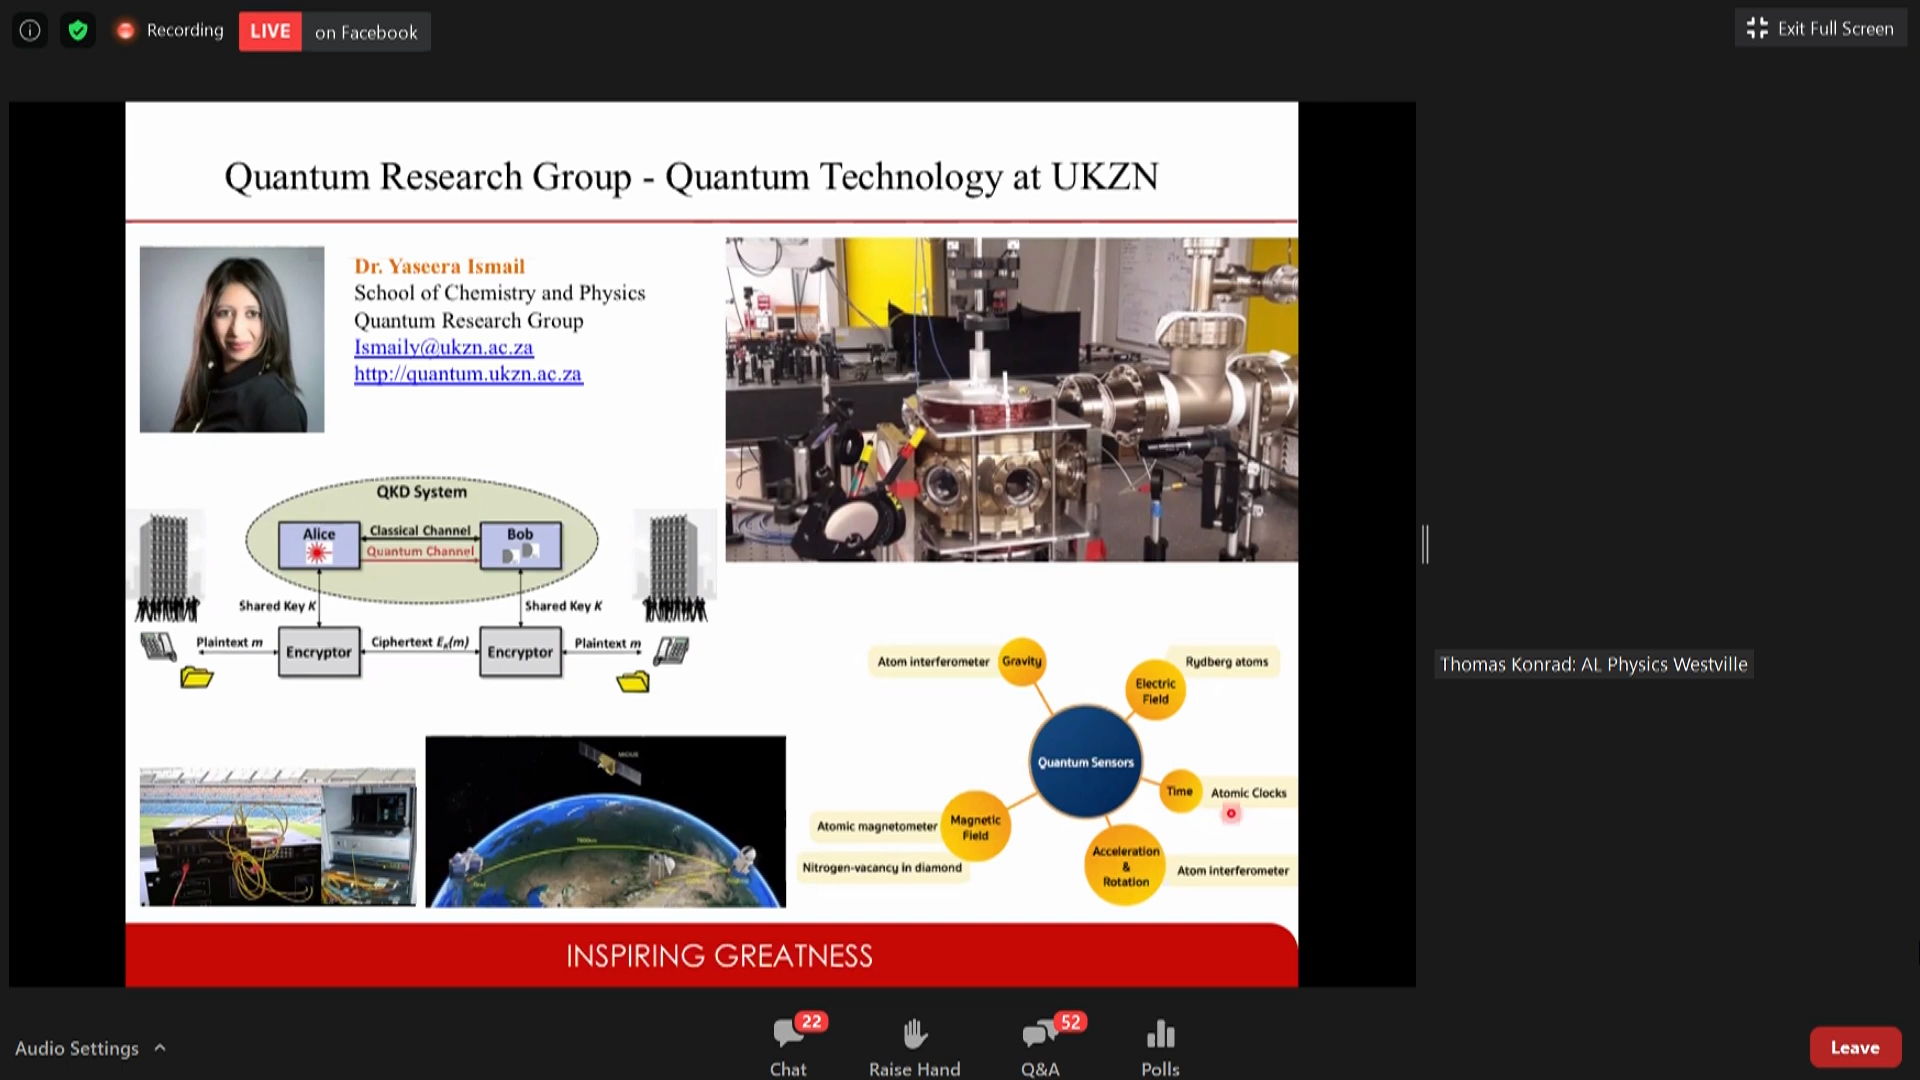 Recording
LIVE on Facebook
Exit Full Screen
Quantum Research Group - Quantum Technology at UKZN
Dr. Yaseera Ismail
School of Chemistry and Physics
Quantum Research Group
Ismaily@ukzn.ac.za
http://quantum.ukzn.ac.za
QKD System
Alice
Classical Channel
Bob
Quantum Channel
Shared Key K
Shared Key K
Plaintext m
Encryptor
Ciphertext EK(m)
Encryptor
Plaintext m
Atom interferometer
Gravity
Rydberg atoms
Electric
Field
Quantum Sensors
Time
Atomic Clocks
Atomic magnetometer
Magnetic
Field
Nitrogen-vacancy in diamond
Acceleration
&
Rotation
Atom interferometer
MICIUS
7600km
INSPIRING GREATNESS
Thomas Konrad: AL Physics Westville
Audio Settings
22
Chat
Raise Hand
52
Q&A
Polls
Leave